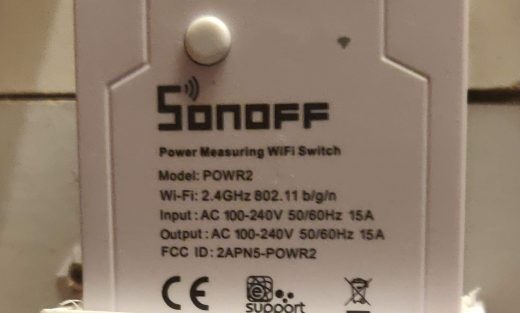 SONOFF
Power Measuring WiFi Switch
Model: POWR2
Wi-Fi: 2.4GHz 802.11 b/g/n
Input: AC 100-240V 50/60Hz 15A
Output: AC 100-240V 50/60Hz 15A
FCC ID: 2APN5-POWR2
CE e support